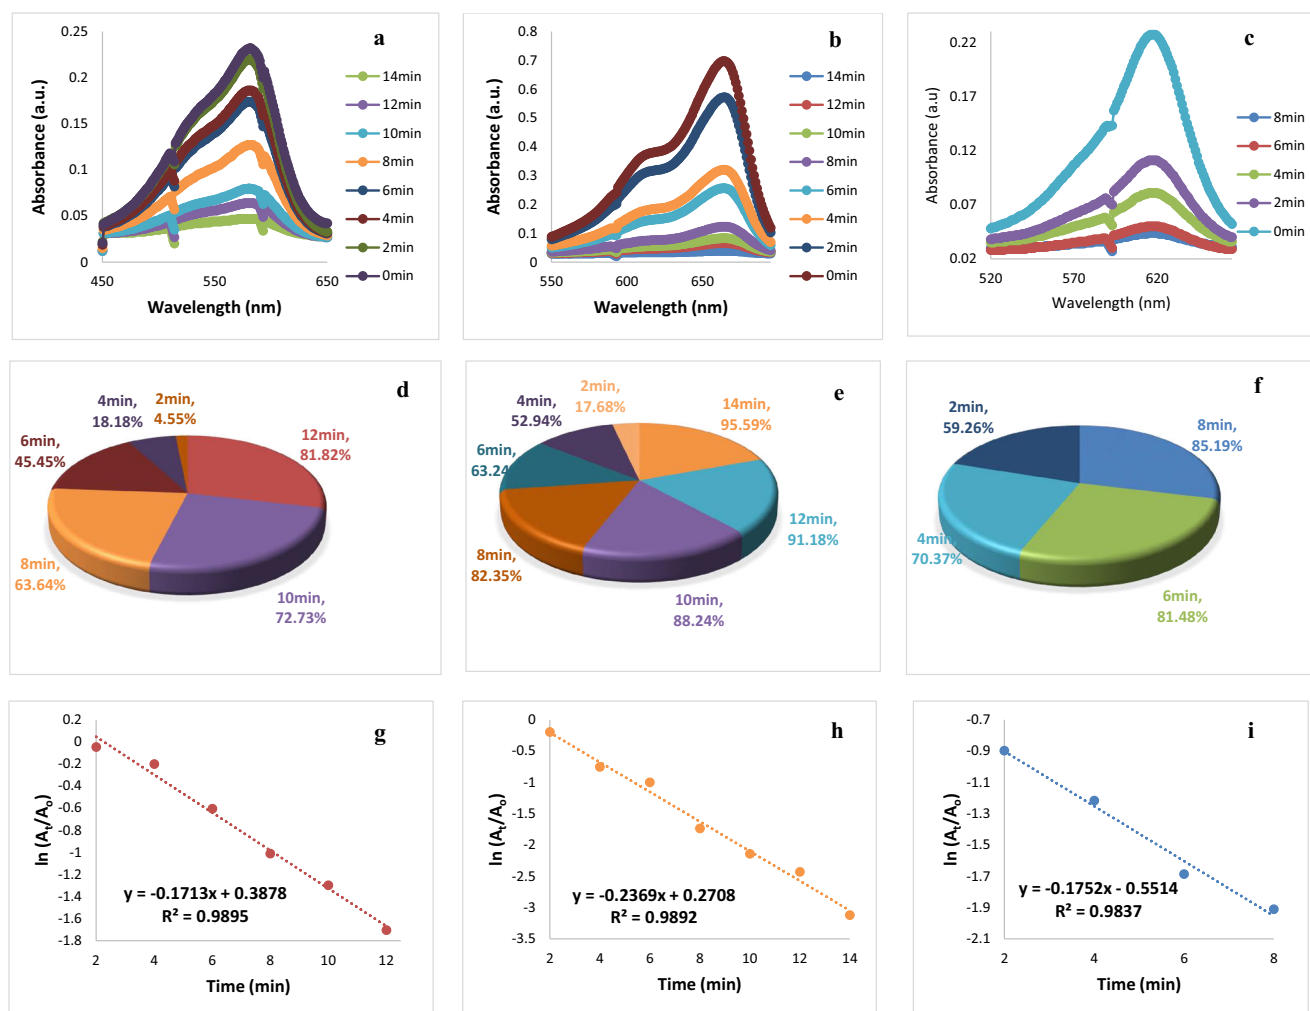 a
0.25
0.2
0.15
0.1
0.05
0
450
550
650
Absorbance (a.u.)
Wavelength (nm)
14min
12min
10min
8min
6min
4min
2min
0min
b
0.8
0.7
0.6
0.5
0.4
0.3
0.2
0.1
0
550
600
650
Absorbance (a.u.)
Wavelength (nm)
14min
12min
10min
8min
6min
4min
2min
0min
c
0.22
0.17
0.12
0.07
0.02
520
570
620
Absorbance (a.u)
Wavelength (nm)
8min
6min
4min
2min
0min
d
4min,
18.18%
2min,
4.55%
12min,
81.82%
6min,
45.45%
8min,
63.64%
10min,
72.73%
e
2min,
17.68%
4min,
52.94%
14min,
95.59%
6min,
63.24
12min,
91.18%
8min,
82.35%
10min,
88.24%
f
2min,
59.26%
8min,
85.19%
4min,
70.37%
6min,
81.48%
g
0.2
0
-0.2
-0.4
-0.6
-0.8
-1
-1.2
-1.4
-1.6
-1.8
2
4
6
8
10
12
ln (Aₜ/Aₒ)
y = -0.1713x + 0.3878
R² = 0.9895
Time (min)
h
0
-0.5
-1
-1.5
-2
-2.5
-3
-3.5
2
4
6
8
10
12
14
ln (Aₜ/Aₒ)
y = -0.2369x + 0.2708
R² = 0.9892
Time (min)
i
-0.7
-0.9
-1.1
-1.3
-1.5
-1.7
-1.9
-2.1
2
4
6
8
ln (Aₜ/Aₒ)
y = -0.1752x - 0.5514
R² = 0.9837
Time (min)